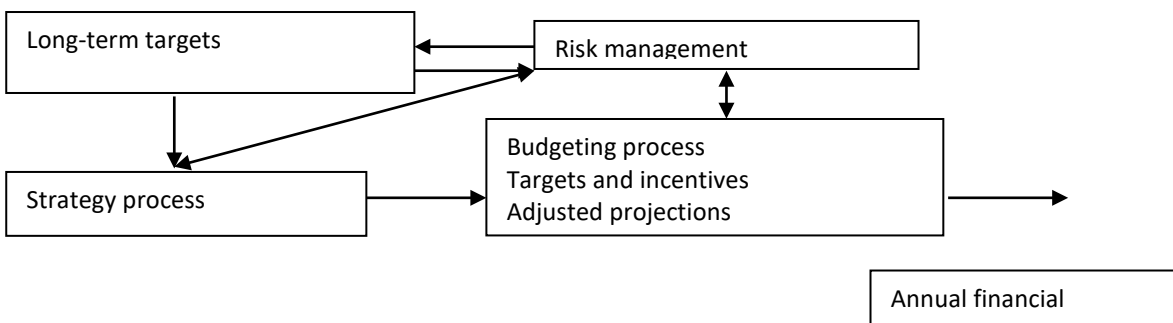 Long-term targets
Risk management
Strategy process
Budgeting process
Targets and incentives
Adjusted projections
Annual financial